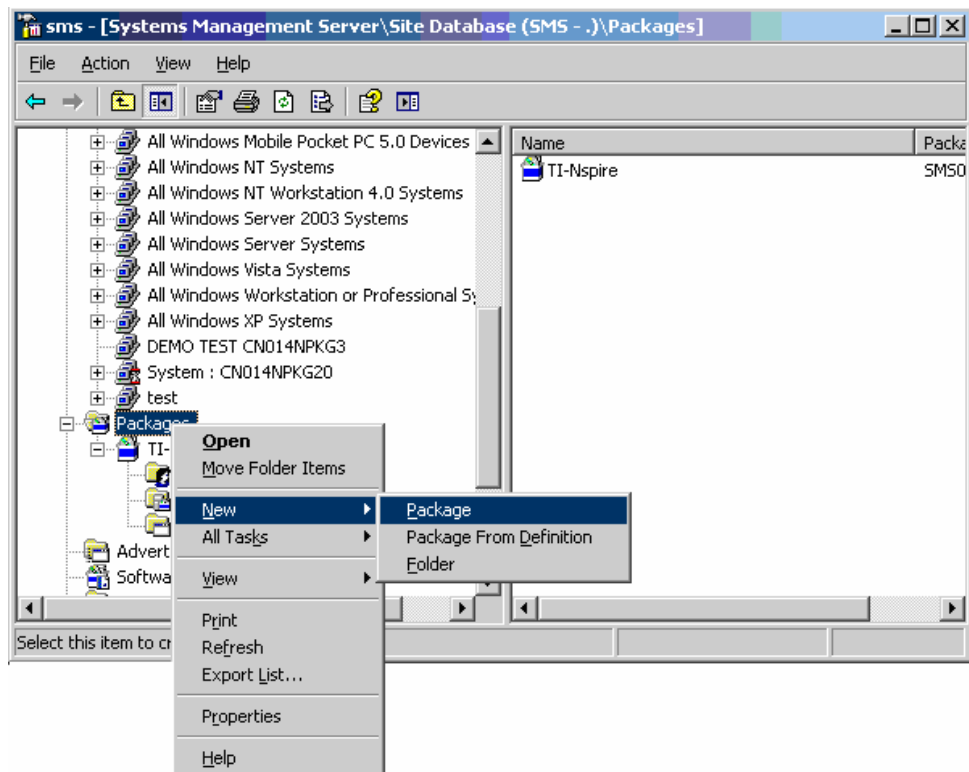 sms - [Systems Management Server\Site Database (SMS - .)\Packages]
File Action View Help
All Windows Mobile Pocket PC 5.0 Devices
All Windows NT Systems
All Windows NT Workstation 4.0 Systems
All Windows Server 2003 Systems
All Windows Server Systems
All Windows Vista Systems
All Windows Workstation or Professional Sy
All Windows XP Systems
DEMO TEST CN014NPKG3
System : CN014NPKG20
test
Packages
TI-
Advert
Softwa
Name Packa
TI-Nspire SMS0
Open
Move Folder Items
New
All Tasks
View
Print
Refresh
Export List...
Properties
Help
Package
Package From Definition
Folder
Select this item to cr